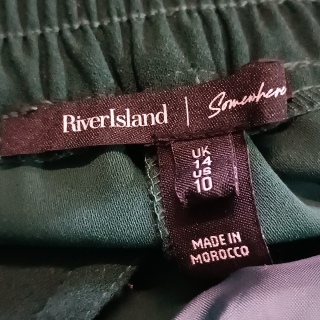 RiverIsland | Somewhere
UK
14
US
10
MADE IN
MOROCCO